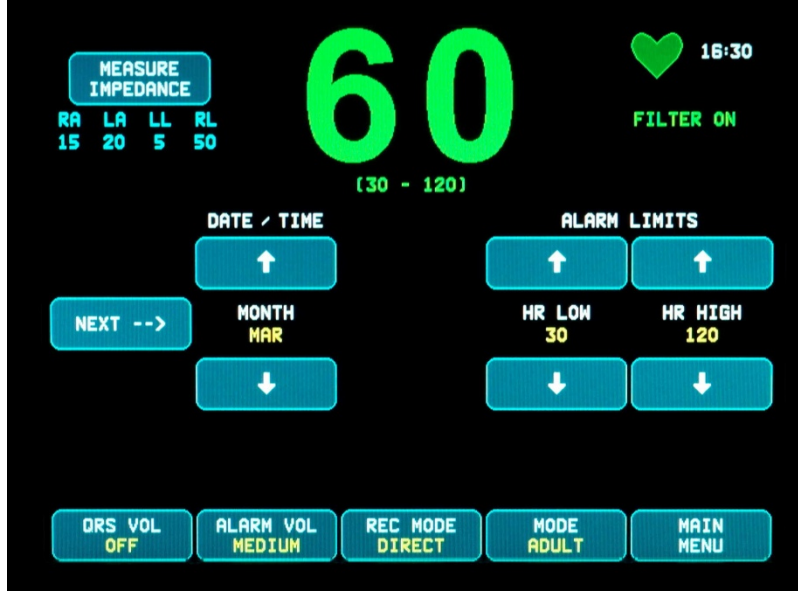 MEASURE
IMPEDANCE
RA LA LL RL
15 20 5 50
60
(30 - 120)
16:30
FILTER ON
DATE / TIME
ALARM LIMITS
NEXT -->
MONTH
MAR
HR LOW
30
HR HIGH
120
QRS VOL
OFF
ALARM VOL
MEDIUM
REC MODE
DIRECT
MODE
ADULT
MAIN
MENU